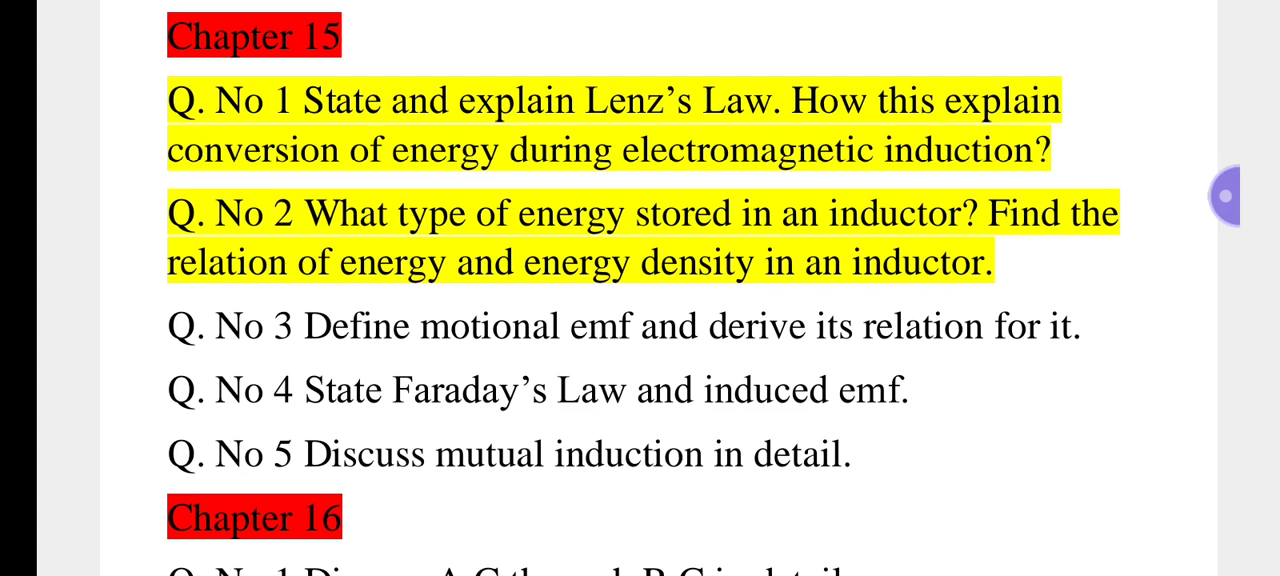 Chapter 15
Q. No 1 State and explain Lenz’s Law. How this explain
conversion of energy during electromagnetic induction?
Q. No 2 What type of energy stored in an inductor? Find the
relation of energy and energy density in an inductor.
Q. No 3 Define motional emf and derive its relation for it.
Q. No 4 State Faraday’s Law and induced emf.
Q. No 5 Discuss mutual induction in detail.
Chapter 16